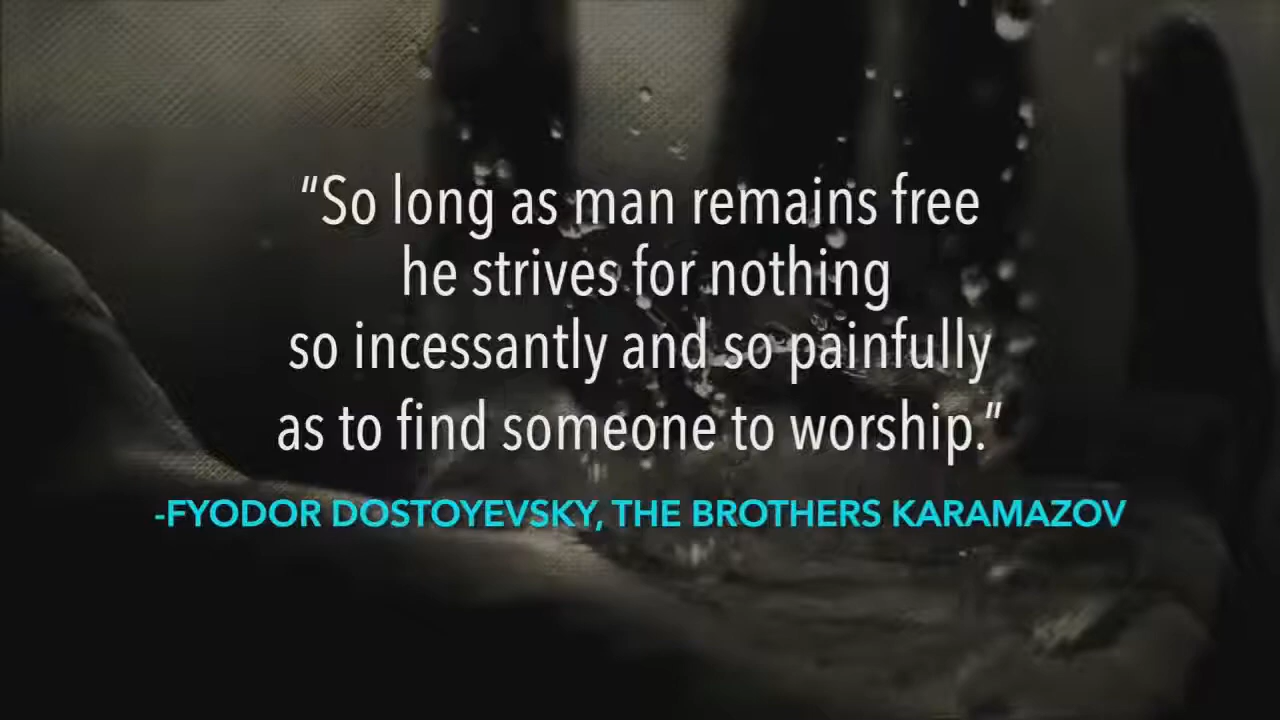 “So long as man remains free
he strives for nothing
so incessantly and so painfully
as to find someone to worship.”
-FYODOR DOSTOYEVSKY, THE BROTHERS KARAMAZOV